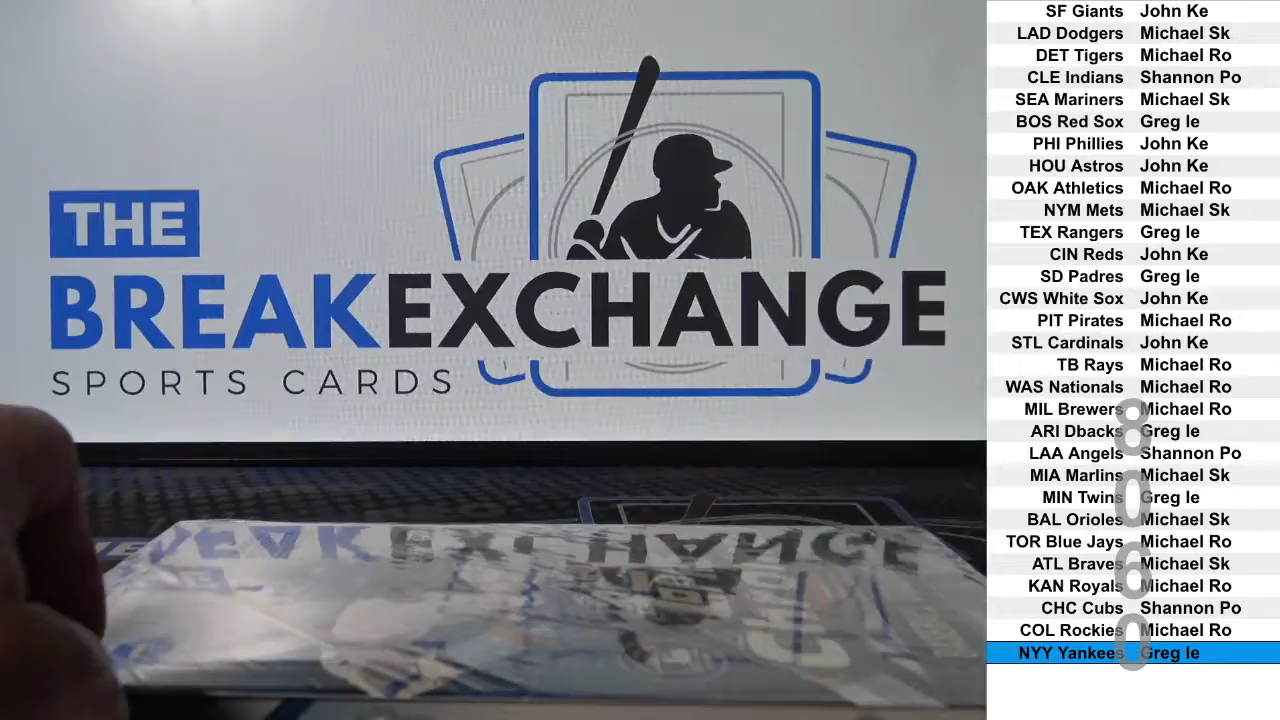 THE
BREAKEXCHANGE
SPORTS CARDS
SF Giants John Ke
LAD Dodgers Michael Sk
DET Tigers Michael Ro
CLE Indians Shannon Po
SEA Mariners Michael Sk
BOS Red Sox Greg le
PHI Phillies John Ke
HOU Astros John Ke
OAK Athletics Michael Ro
NYM Mets Michael Sk
TEX Rangers Greg le
CIN Reds John Ke
SD Padres Greg le
CWS White Sox John Ke
PIT Pirates Michael Ro
STL Cardinals John Ke
TB Rays Michael Ro
WAS Nationals Michael Ro
MIL Brewers Michael Ro
ARI Dbacks Greg le
LAA Angels Shannon Po
MIA Marlins Michael Sk
MIN Twins Greg le
BAL Orioles Michael Sk
TOR Blue Jays Michael Ro
ATL Braves Michael Sk
KAN Royals Michael Ro
CHC Cubs Shannon Po
COL Rockies Michael Ro
NYY Yankees Greg le
8060